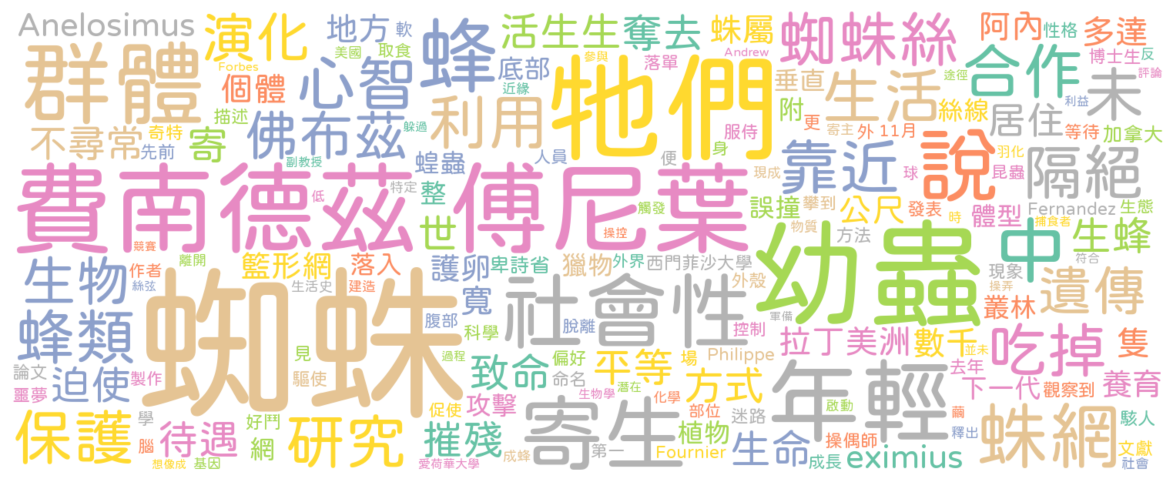 Anelosimus 演化 地方 軟 蜂 活生生 奪去 蛛屬 蜘蛛絲 阿內 性格 多達
美國 取食 落單 Andrew 博士生 反
Forbes 底部 參與 途徑 評論
群體 個體 心智 近緣 牠們 垂直 生活 合作 未
描述 利用 附 絲線 利益
不尋常 奇特 佛布茲 躲過 服侍 更 寄主 外 11月 居住 等待 加拿大
先前 寄 蝗蟲 人員 身 靠近 說 羽化 隔絕
副教授 便 現成 球 昆蟲
費南德茲 低 特定 整 傅尼葉 觸發 誤撞 攀到 公尺 發表 體型 Fernandez 生態
競賽 離開 世 操控 物質 方法 時 捕食者
生物 作者 籃形網 落入 護卵 卑詩省 獵物 外界 西門菲沙大學 幼蟲 中 生蜂
絲弦 生活史 建造 寬 外殼 現象 符合
操弄
蜂類 蜘蛛 腹部 社會性 軍備 叢林 遺傳
科學 脫離 控制 拉丁美洲 數千
論文 見 過程 偏好 平等 場 Philippe 並未 吃掉 隻
迫使 製作 驅使 致命 命名 方式 去年
噩夢 潛在 生物學 化學 年輕 下一代 觀察到 養育
保護 學 好鬥 促使 攻擊 寄生 部位 迷路 啟動 繭 駭人
待遇 網 研究 摧殘 植物 生命 操偶師 釋出 蛛網 文獻
腦 成蜂 第一 Fournier 成長 eximius 社會
想像成 基因 愛荷華大學